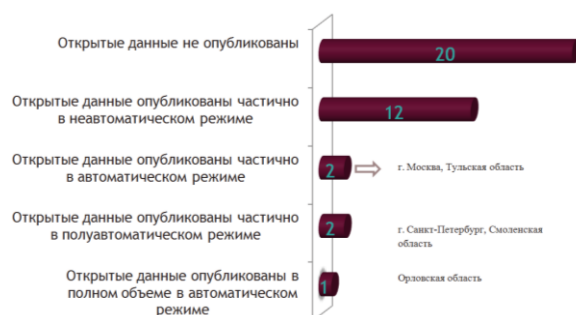 Открытые данные не опубликованы
20
Открытые данные опубликованы частично
в неавтоматическом режиме
12
Открытые данные опубликованы частично
в автоматическом режиме
2
г. Москва, Тульская область
Открытые данные опубликованы частично
в полуавтоматическом режиме
2
г. Санкт-Петербург, Смоленская
область
Открытые данные опубликованы в
полном объеме в автоматическом
режиме
1
Орловская область